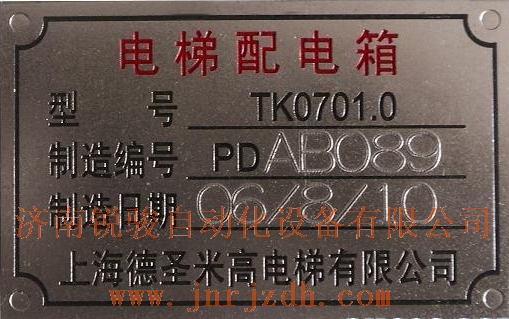 电梯配电箱
型 号 TK0701.0
制造编号 PDAB089
制造日期 06/8/10
济南锐骏自动化设备有限公司
上海德圣米高电梯有限公司
www.jnrjzdh.com